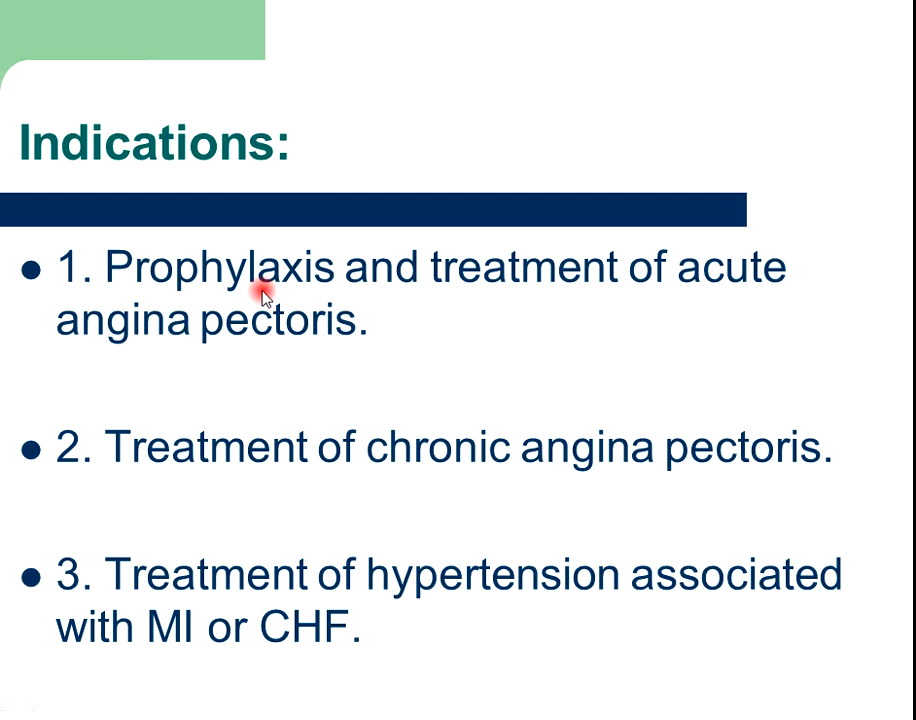 Indications:
● 1. Prophylaxis and treatment of acute
angina pectoris.
● 2. Treatment of chronic angina pectoris.
● 3. Treatment of hypertension associated
with MI or CHF.